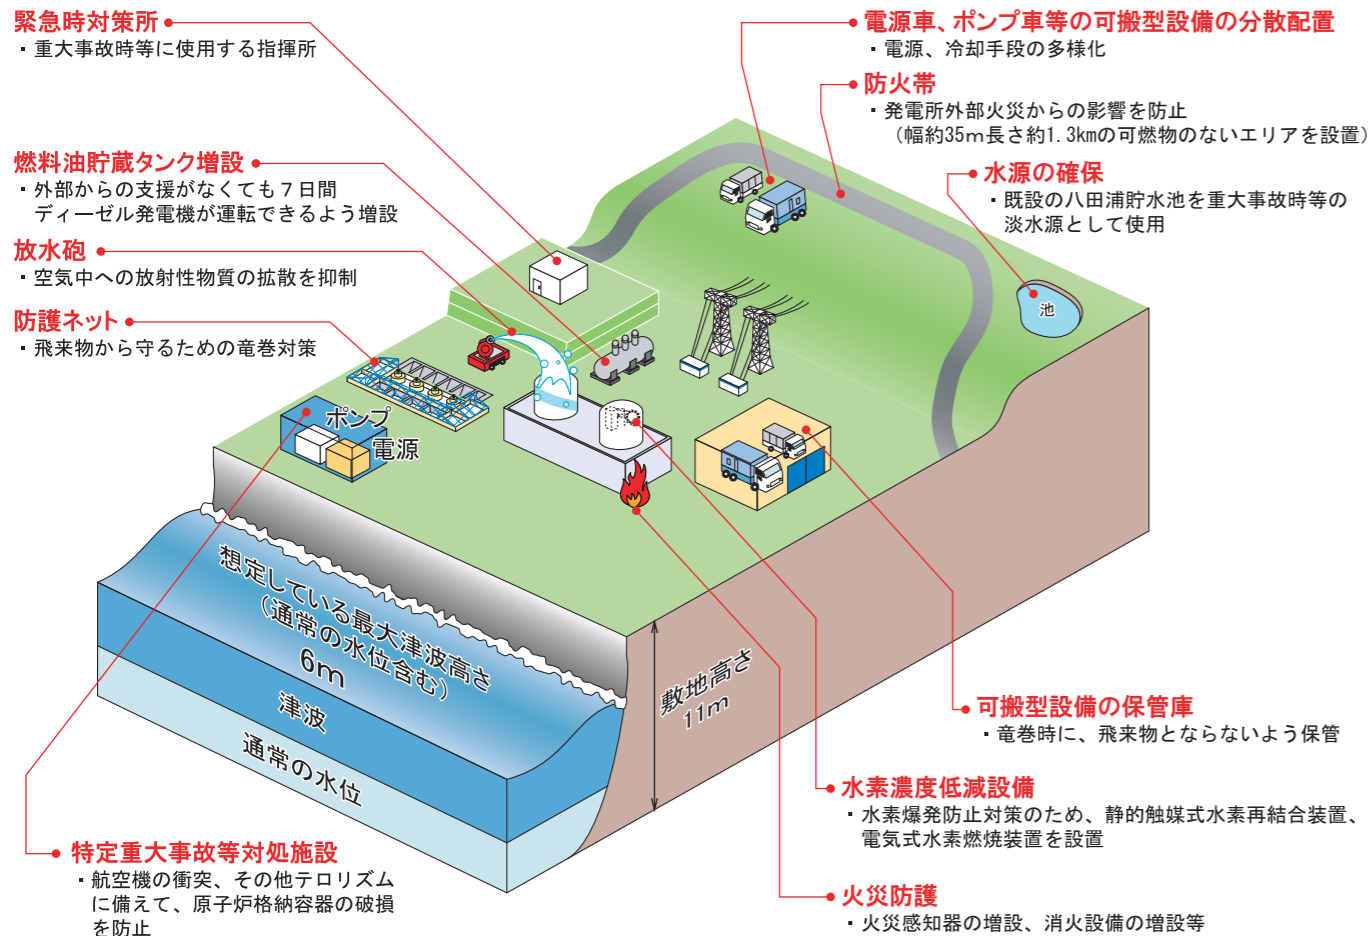 緊急時対策所
・重大事故時等に使用する指揮所
燃料油貯蔵タンク増設
・外部からの支援がなくても７日間
ディーゼル発電機が運転できるよう増設
放水砲
・空気中への放射性物質の拡散を抑制
防護ネット
・飛来物から守るための竜巻対策
電源車、ポンプ車等の可搬型設備の分散配置
・電源、冷却手段の多様化
防火帯
・発電所外部火災からの影響を防止
（幅約35ｍ長さ約1.3kmの可燃物のないエリアを設置）
水源の確保
・既設の八田浦貯水池を重大事故時等の
淡水源として使用
池
ポンプ
電源
想定している最大津波高さ
（通常の水位含む）
6m
津波
通常の水位
敷地高さ
11m
可搬型設備の保管庫
・竜巻時に、飛来物とならないよう保管
水素濃度低減設備
・水素爆発防止対策のため、静的触媒式水素再結合装置、
電気式水素燃焼装置を設置
特定重大事故等対処施設
・航空機の衝突、その他テロリズム
に備えて、原子炉格納容器の破損
を防止
火災防護
・火災感知器の増設、消火設備の増設等